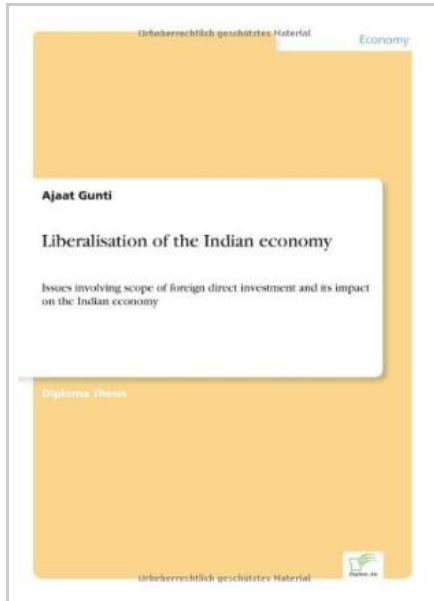 Urheberrechtlich geschütztes Material
Economy
Ajaat Gunti
Liberalisation of the Indian economy
Issues involving scope of foreign direct investment and its impact
on the Indian economy
Diploma Thesis
Urheberrechtlich geschütztes Material